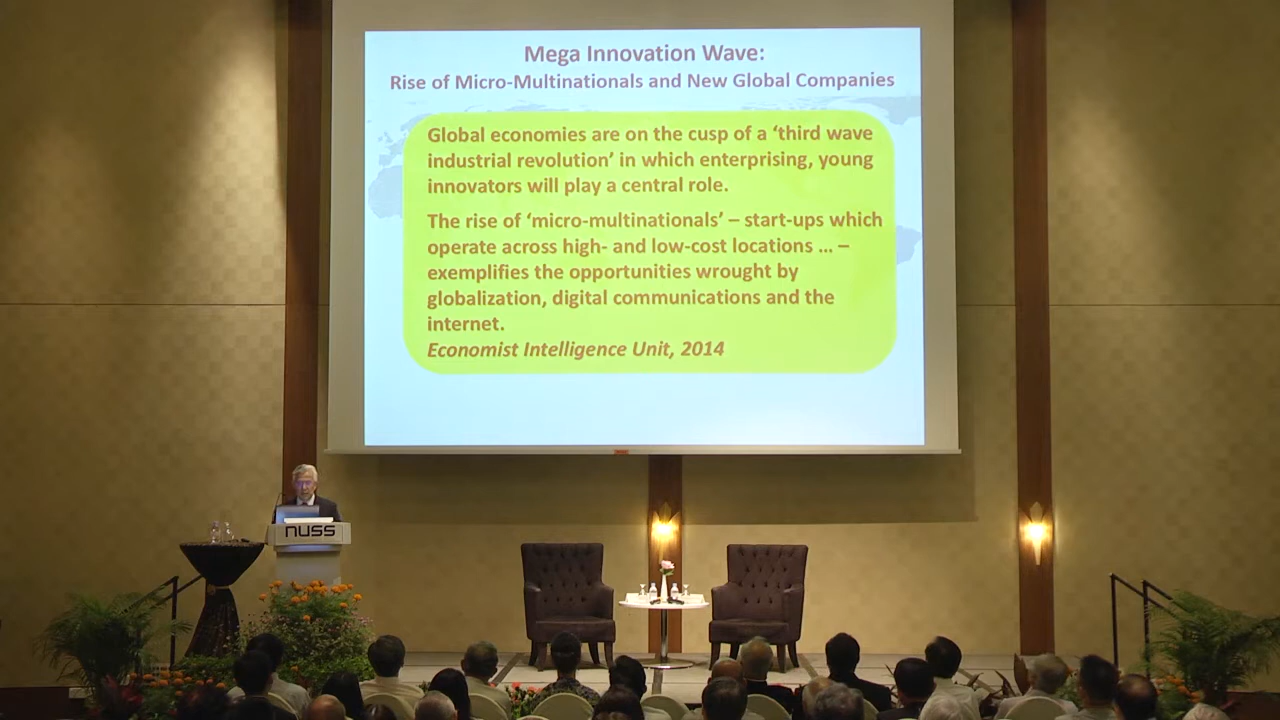 Mega Innovation Wave:
Rise of Micro-Multinationals and New Global Companies
Global economies are on the cusp of a ‘third wave
industrial revolution’ in which enterprising, young
innovators will play a central role.
The rise of ‘micro-multinationals’ – start-ups which
operate across high- and low-cost locations ... –
exemplifies the opportunities wrought by
globalization, digital communications and the
internet.
Economist Intelligence Unit, 2014
nuss